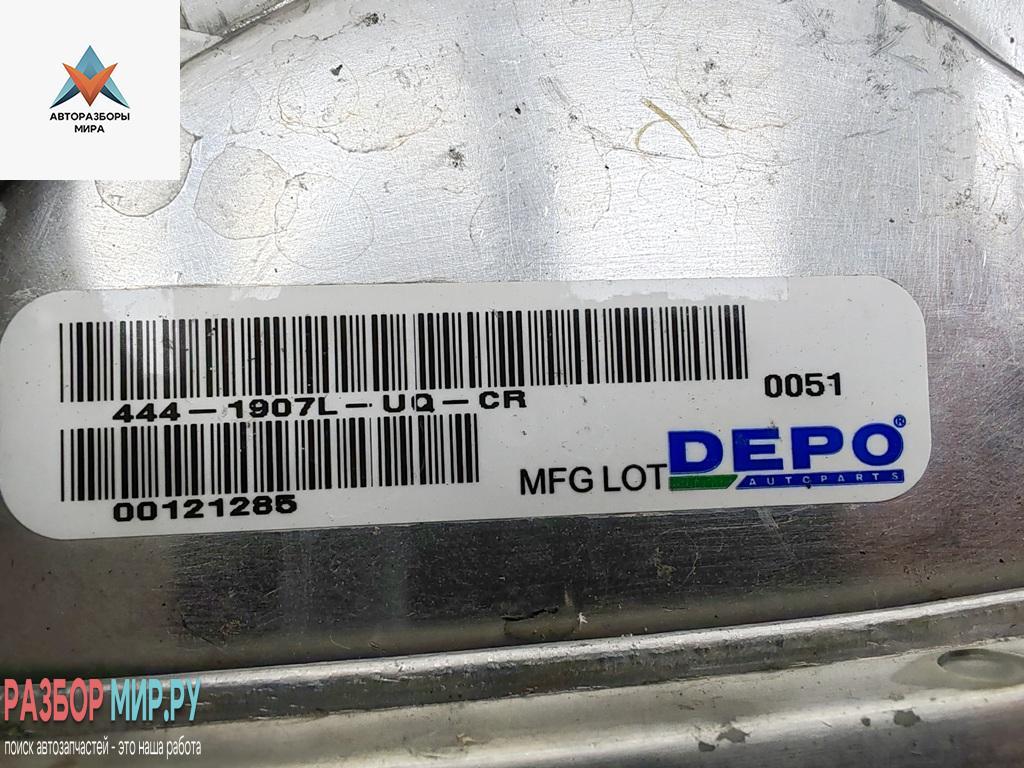 АВТОРАЗБОРЫ
МИРА
444-1907L-UQ-CR
0051
00121285
MFG LOT
DEPO®
AUTOPARTS
РАЗБОР МИР.РУ
поиск автозапчастей - это наша работа